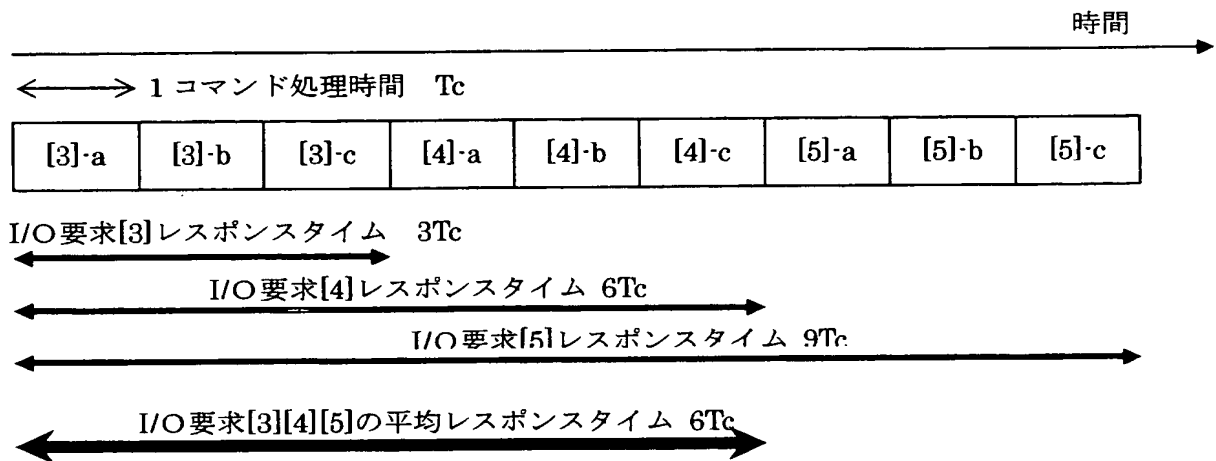 時間
1コマンド処理時間 Tc
[3]-a [3]-b [3]-c [4]-a [4]-b [4]-c [5]-a [5]-b [5]-c
I/O要求[3]レスポンスタイム 3Tc
I/O要求[4]レスポンスタイム 6Tc
I/O要求[5]レスポンスタイム 9Tc
I/O要求[3][4][5]の平均レスポンスタイム 6Tc